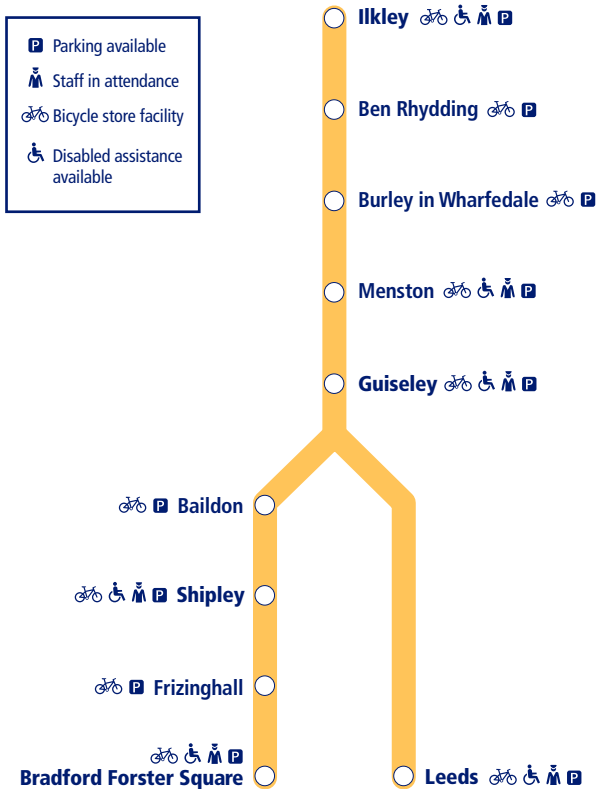 P Parking available
Staff in attendance
Bicycle store facility
Disabled assistance
available
Ilkley P
Ben Rhydding P
Burley in Wharfedale P
Menston P
Guiseley P
P Baildon
P Shipley
P Frizinghall
P
Bradford Forster Square
Leeds P